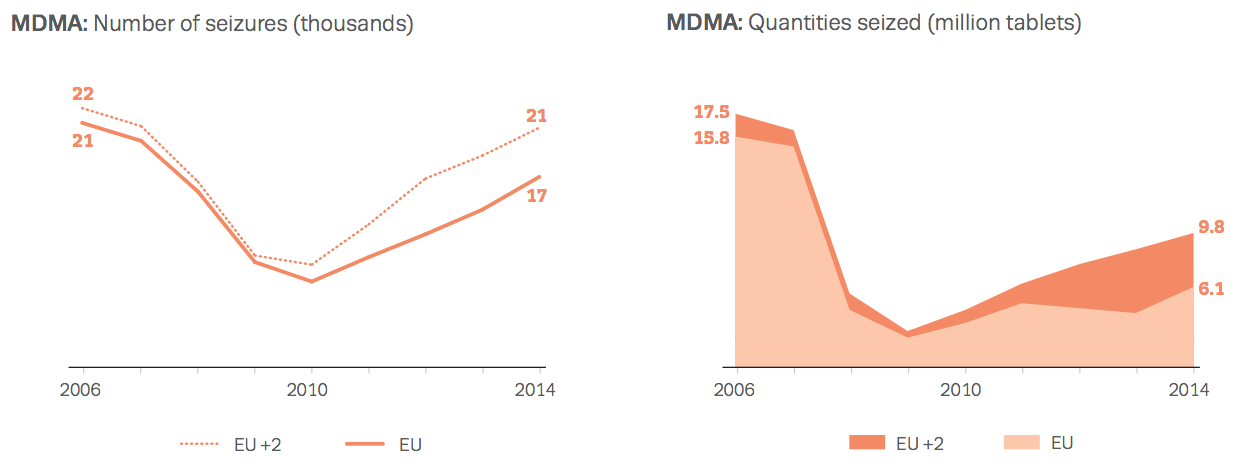 MDMA: Number of seizures (thousands)
22
21
21
17
2006
2010
2014
EU +2
EU
MDMA: Quantities seized (million tablets)
17.5
15.8
9.8
6.1
2006
2010
2014
EU +2
EU